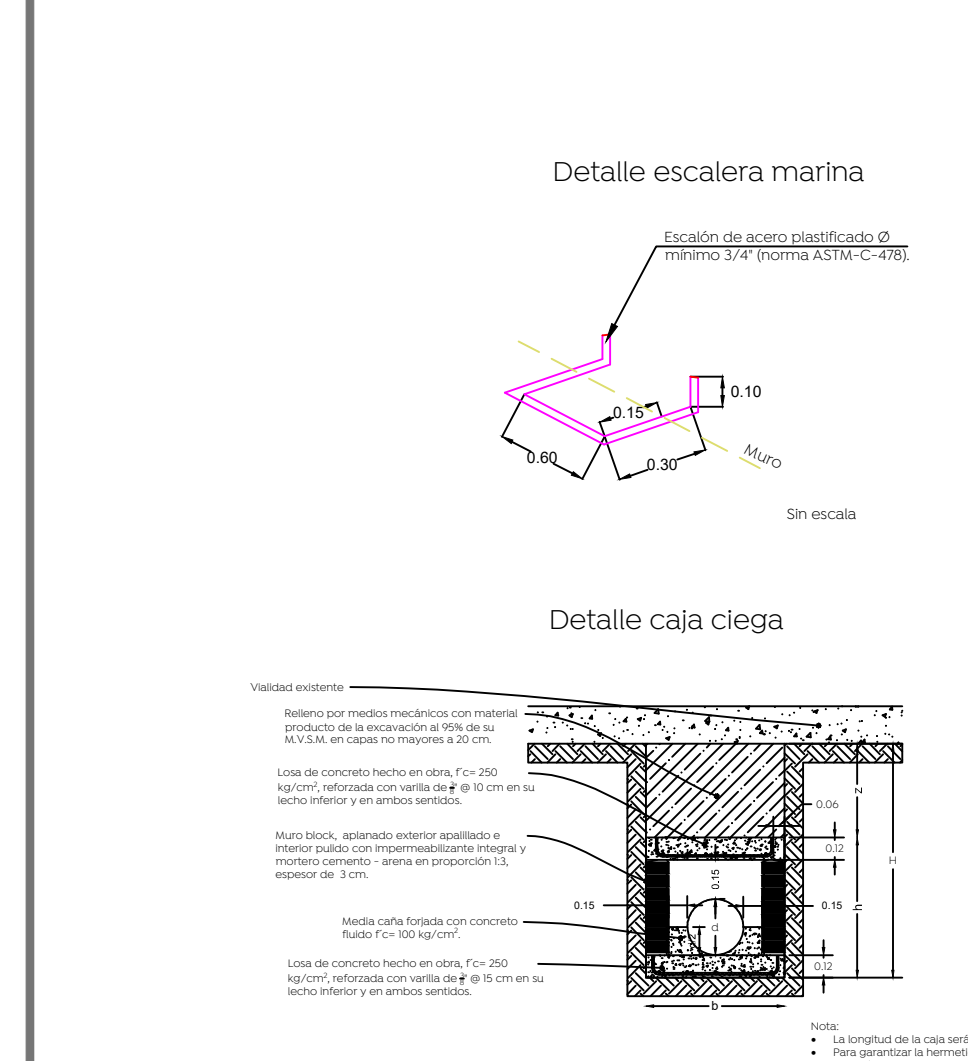 Detalle escalera marina
Escalón de acero plastificado Ø
mínimo 3/4" (norma ASTM-C-478).
0.10
0.15
0.60
0.30
Muro
Sin escala
Detalle caja ciega
Vialidad existente
Relleno por medios mecánicos con material
producto de la excavación al 95% de su
M.V.S.M. en capas no mayores a 20 cm.
Losa de concreto hecho en obra, f´c= 250
kg/cm², reforzada con varilla de @ 10 cm en su
lecho inferior y en ambos sentidos.
Muro block, aplanado exterior apalillado e
interior pulido con impermeabilizante integral y
mortero cemento - arena en proporción 1:3,
espesor de 3 cm.
Media caña forjada con concreto
fluido f´c= 100 kg/cm².
Losa de concreto hecho en obra, f´c= 250
kg/cm², reforzada con varilla de @ 15 cm en su
lecho inferior y en ambos sentidos.
z
0.06
0.12
H
0.15
h
0.15
0.15
d
0.12
b
Nota:
• La longitud de la caja será
• Para garantizar la hermeti